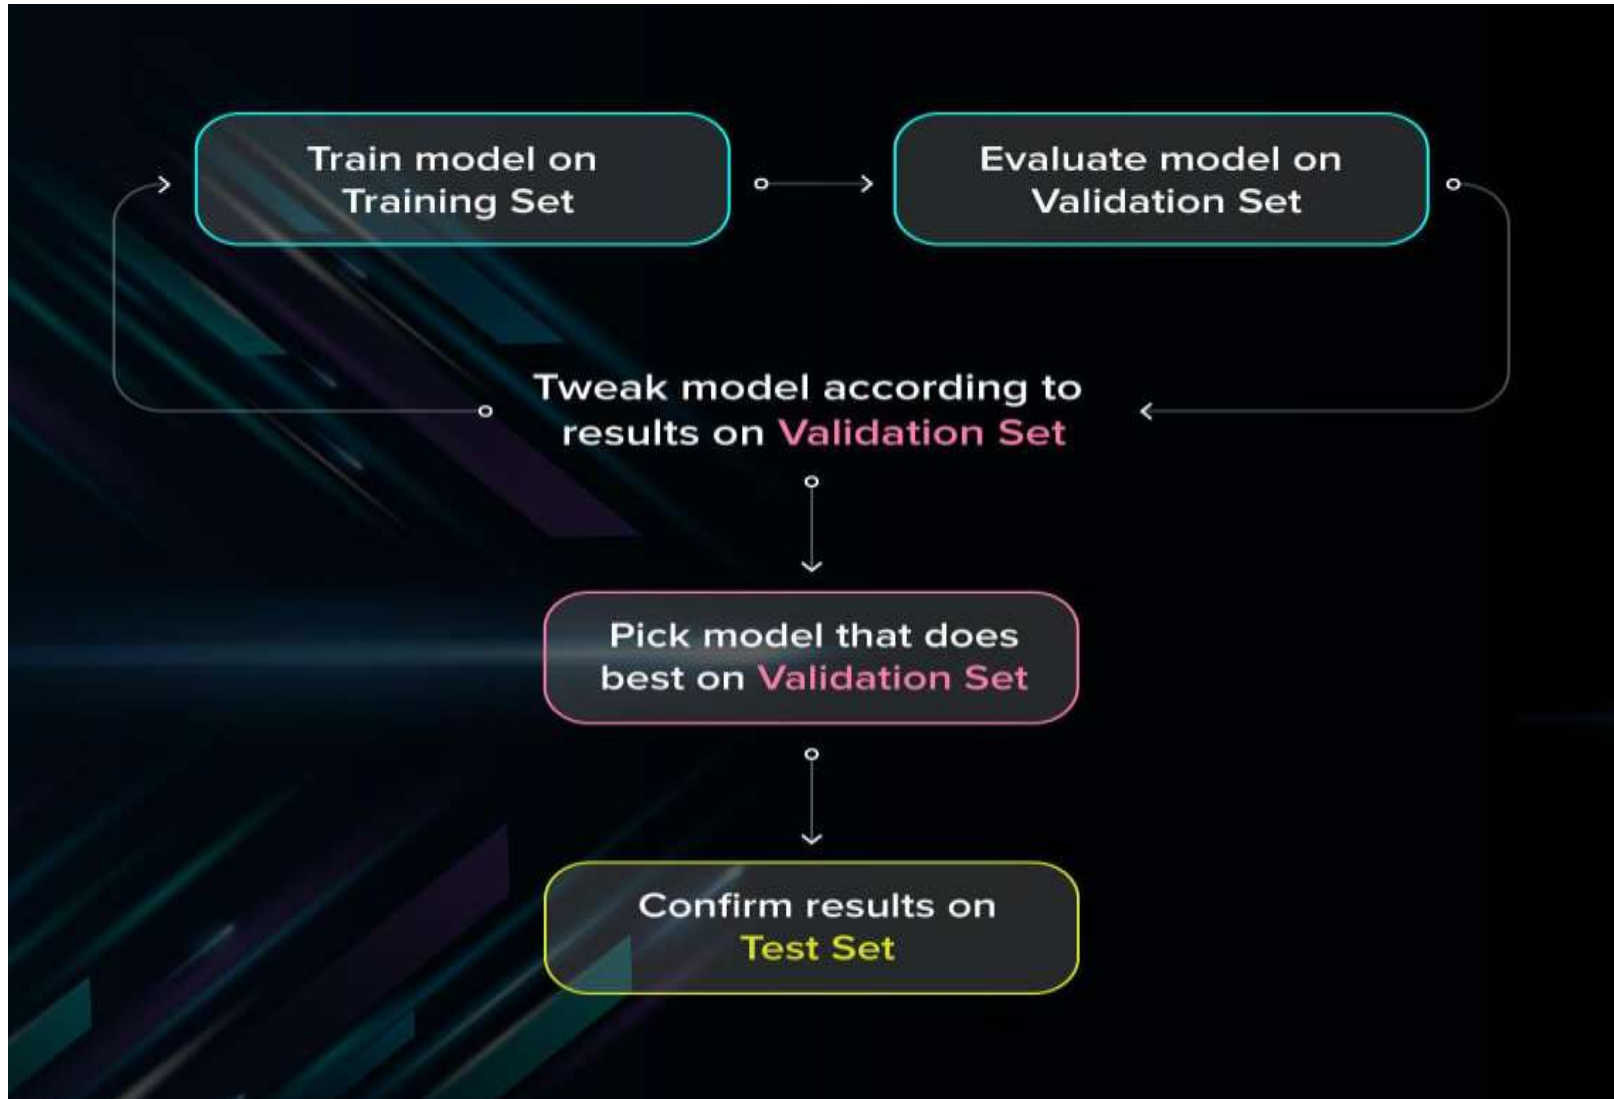 Train model on
Training Set
Evaluate model on
Validation Set
Tweak model according to
results on Validation Set
Pick model that does
best on Validation Set
Confirm results on
Test Set